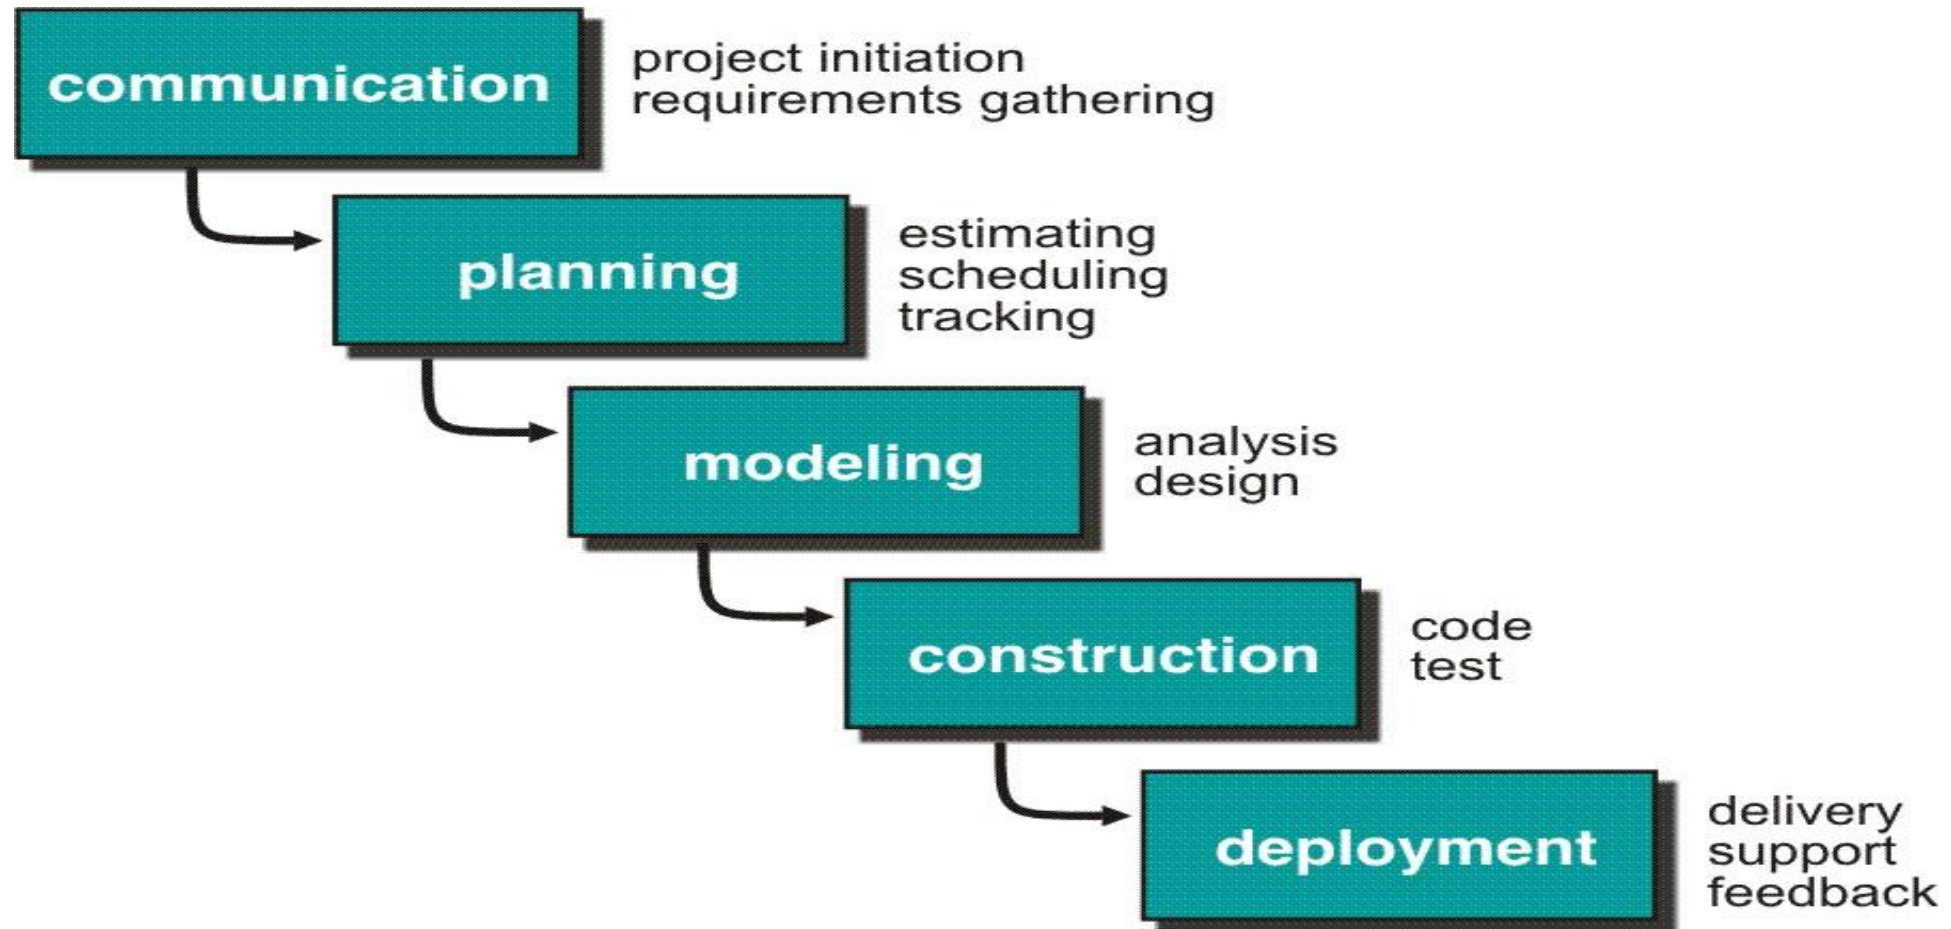 communication
project initiation
requirements gathering
planning
estimating
scheduling
tracking
modeling
analysis
design
construction
code
test
deployment
delivery
support
feedback